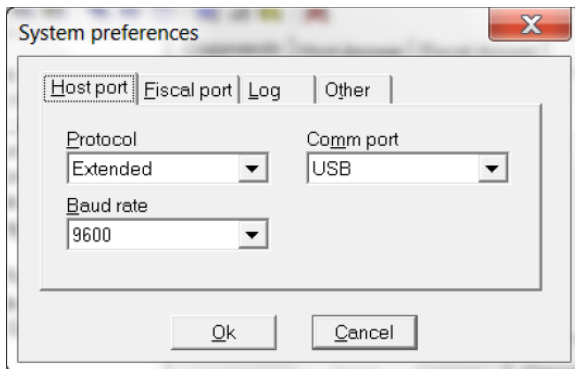 System preferences
Host port Fiscal port Log Other
Protocol Comm port
Extended USB
Baud rate
9600
Ok Cancel